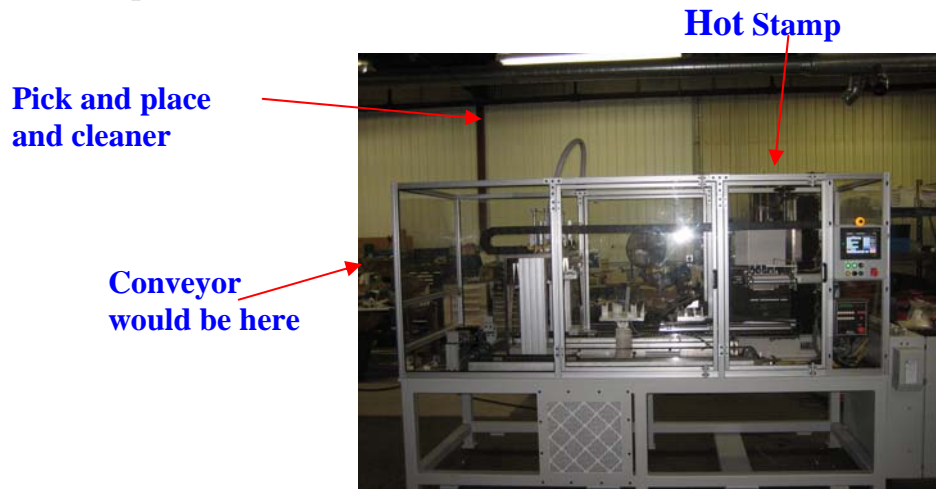 Hot Stamp
Pick and place
and cleaner
Conveyor
would be here